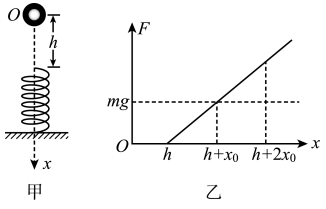 O
h
x
甲
F
mg
O
h
h+x₀
h+2x₀
x
乙